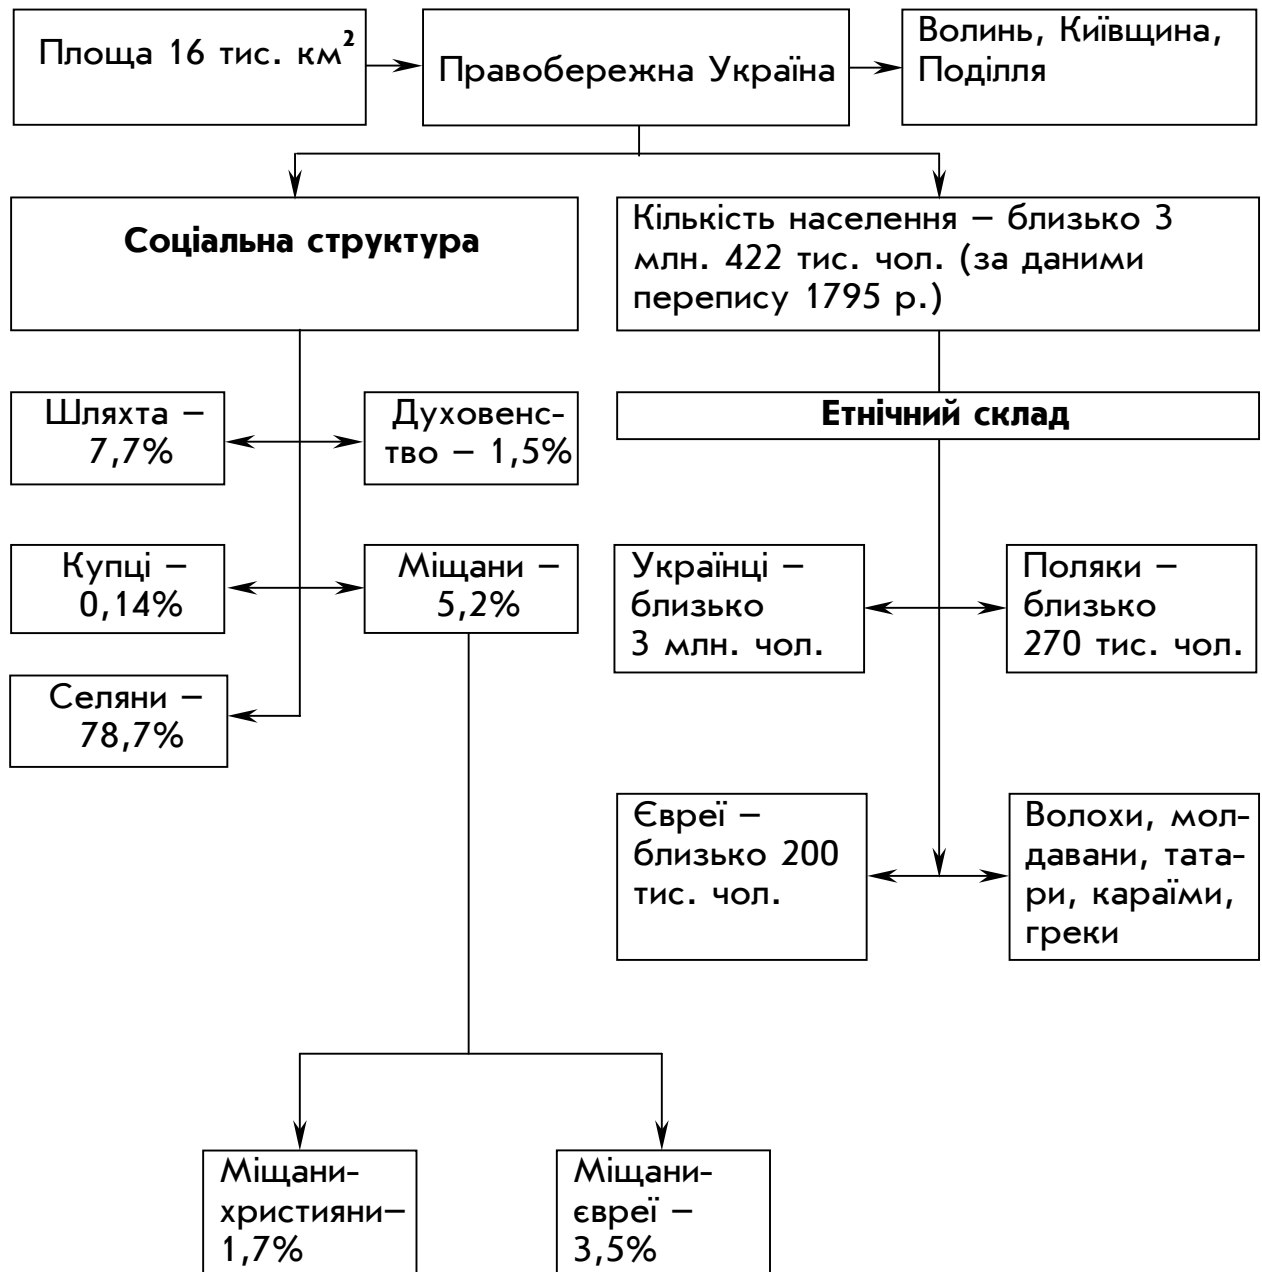 Площа 16 тис. км²
Правобережна Україна
Волинь, Київщина,
Поділля
Соціальна структура
Кількість населення – близько 3
млн. 422 тис. чол. (за даними
перепису 1795 р.)
Шляхта –
7,7%
Духовенс-
тво – 1,5%
Купці –
0,14%
Міщани –
5,2%
Селяни –
78,7%
Етнічний склад
Українці –
близько
3 млн. чол.
Поляки –
близько
270 тис. чол.
Євреї –
близько 200
тис. чол.
Волохи, мол-
давани, тата-
ри, караїми,
греки
Міщани-
християни–
1,7%
Міщани-
євреї –
3,5%